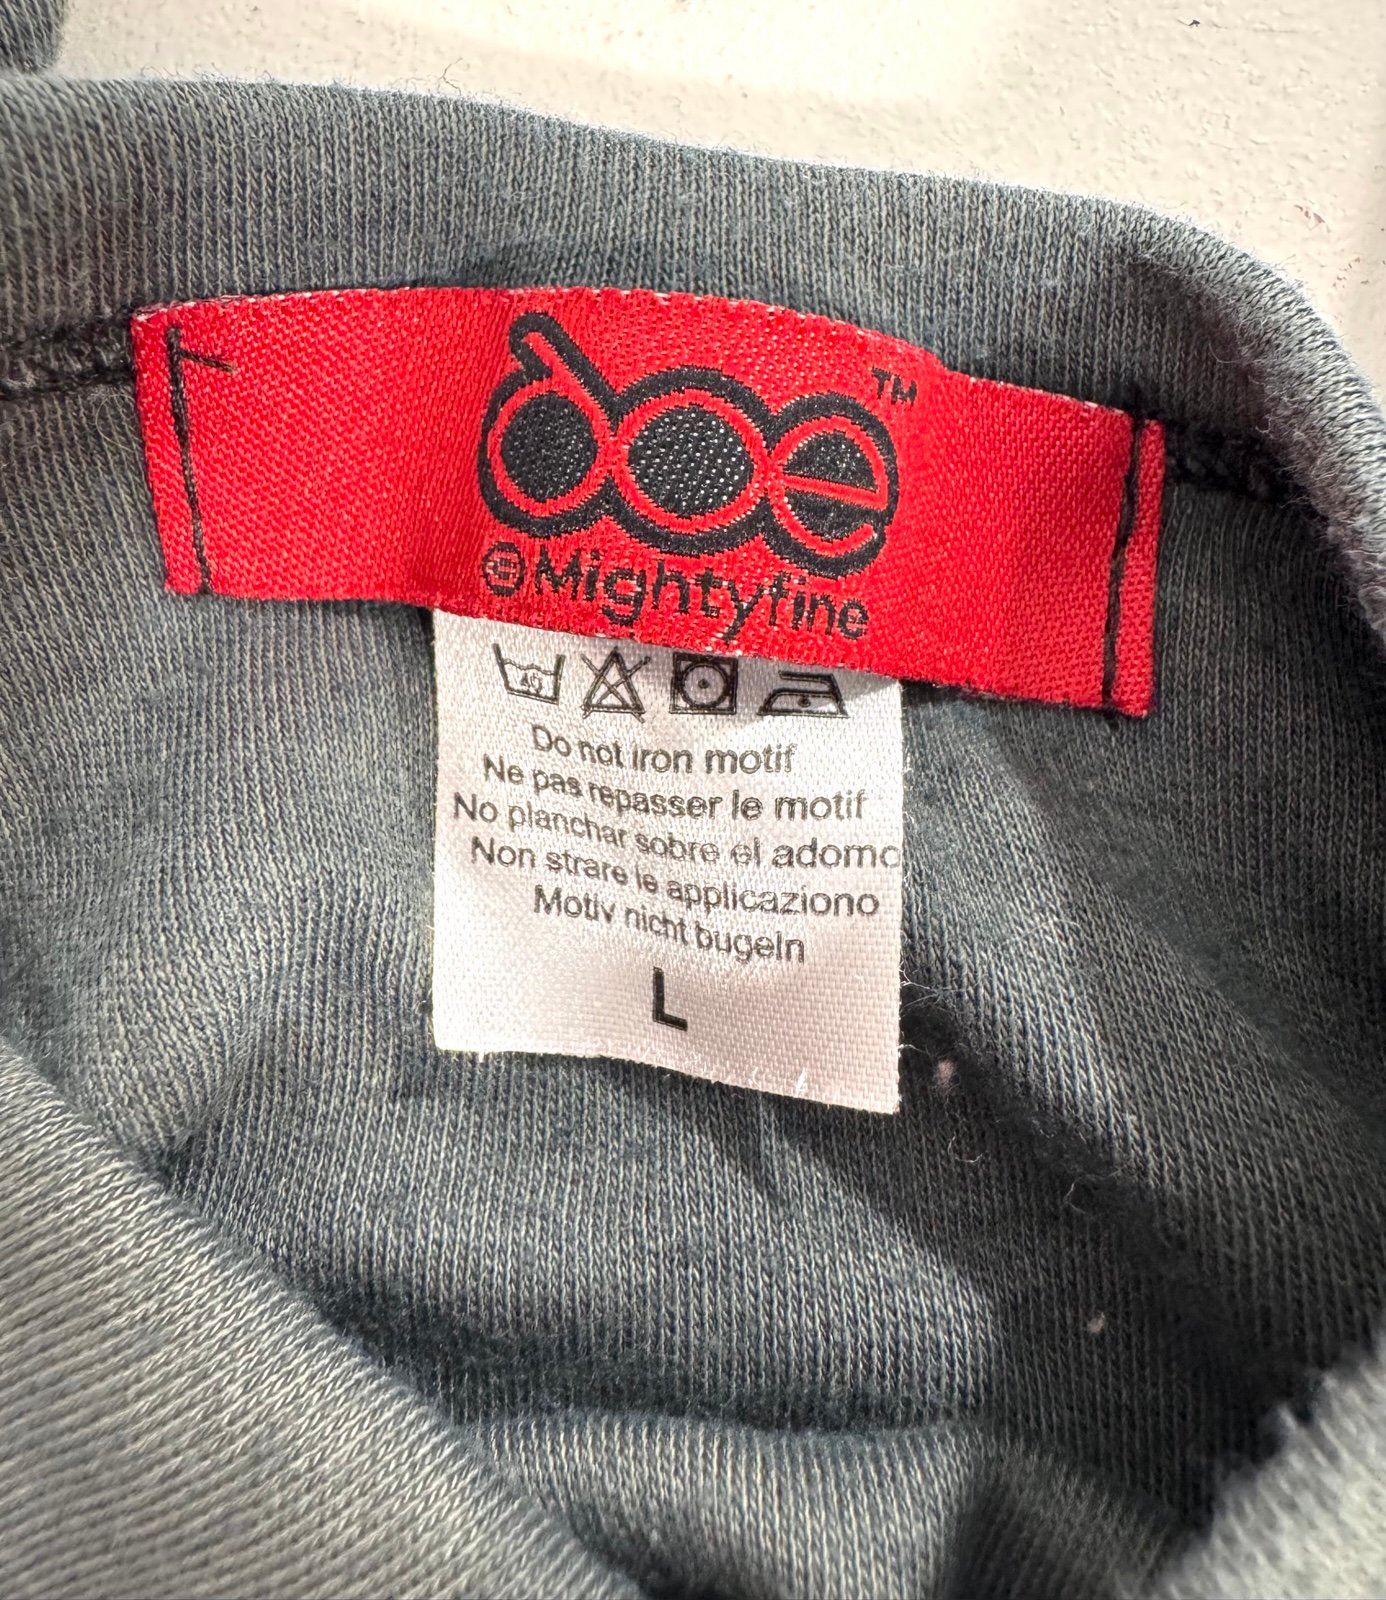 doe™
©Mightyfine
40
Do not iron motif
Ne pas repasser le motif
No planchar sobre el adorno
Non strare le applicaziono
Motiv nicht bugeln
L